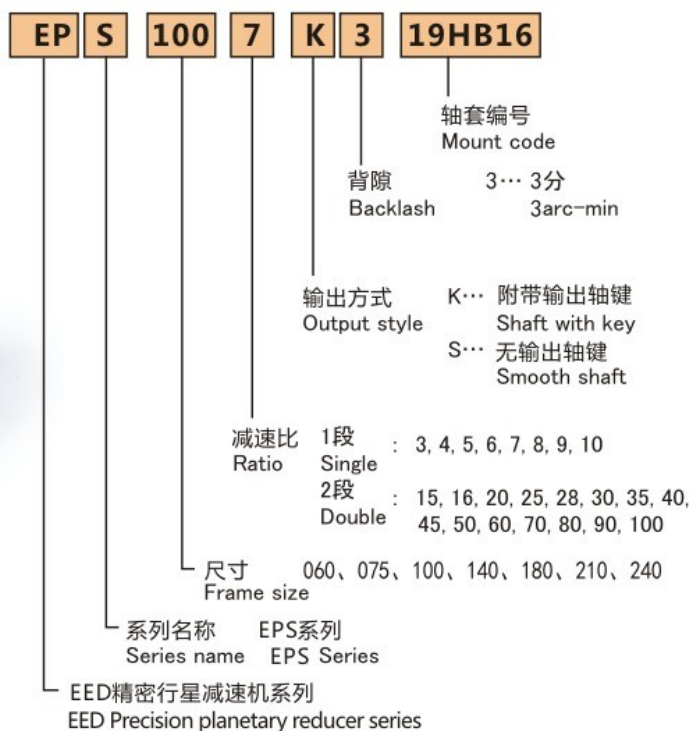 EP S 100 7 K 3 19HB16
轴套编号
Mount code
背隙 3··· 3分
Backlash 3arc-min
输出方式 K··· 附带输出轴键
Output style Shaft with key
S··· 无输出轴键
Smooth shaft
减速比 1段 : 3, 4, 5, 6, 7, 8, 9, 10
Ratio Single
2段 : 15, 16, 20, 25, 28, 30, 35, 40,
Double 45, 50, 60, 70, 80, 90, 100
尺寸 060、075、100、140、180、210、240
Frame size
系列名称 EPS系列
Series name EPS Series
EED精密行星减速机系列
EED Precision planetary reducer series